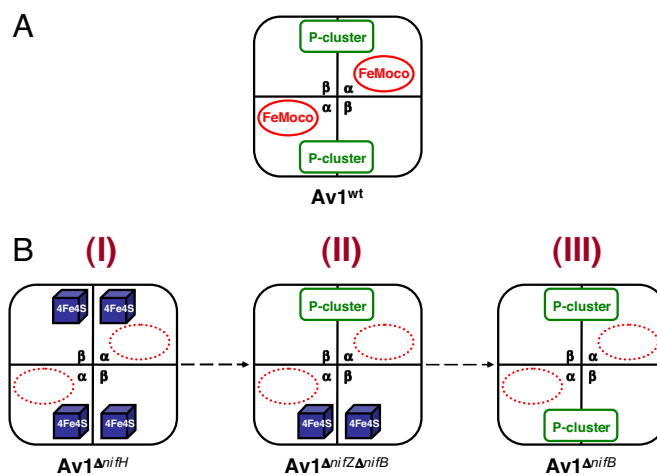 A
P-cluster
FeMoco
β α
FeMoco
α β
P-cluster
Av1wt
B (I) (II) (III)
4Fe4S 4Fe4S P-cluster P-cluster
β α β α β α
α β α β α β
4Fe4S 4Fe4S 4Fe4S 4Fe4S P-cluster
Av1ΔnifH Av1ΔnifZΔnifB Av1ΔnifB